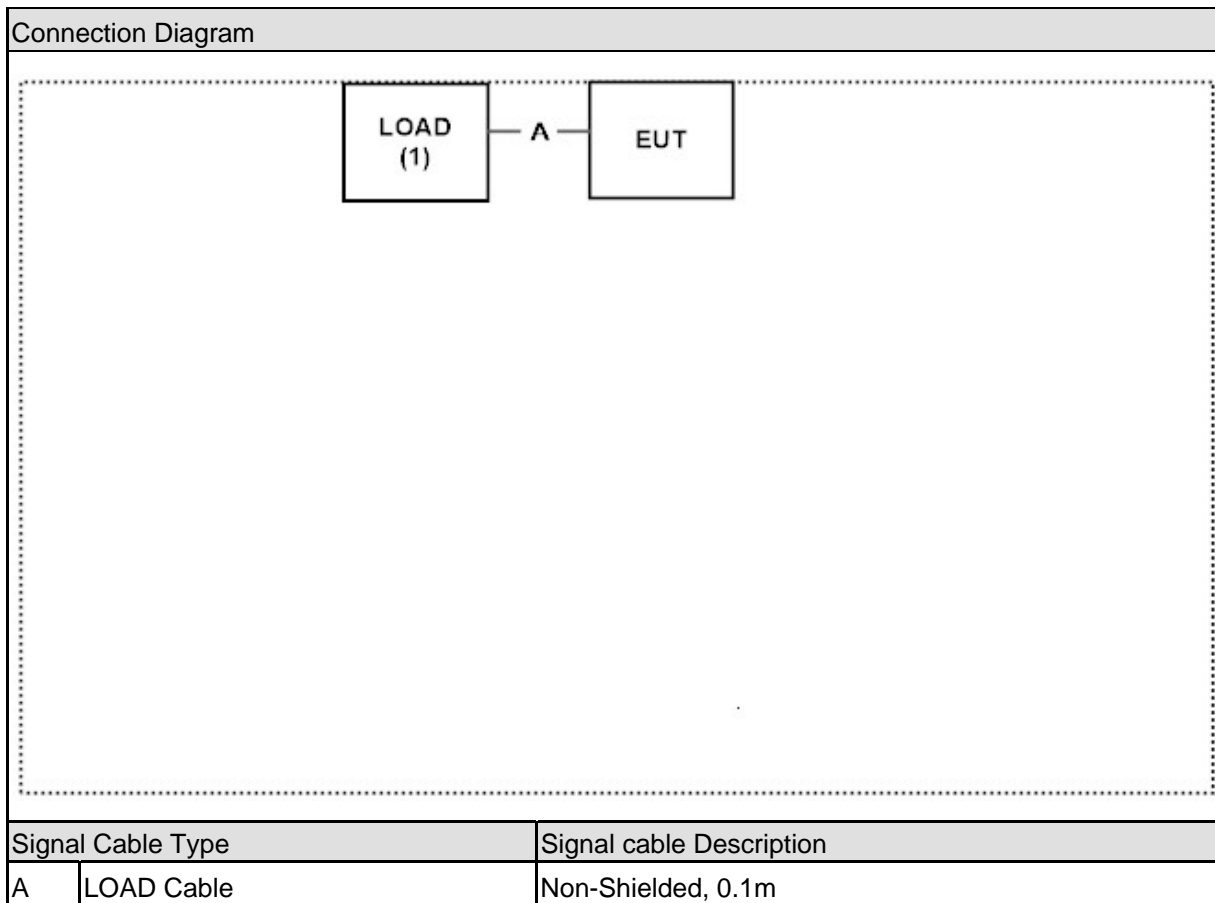 Connection Diagram
LOAD
(1)
A
EUT
Signal Cable Type Signal cable Description
A LOAD Cable Non-Shielded, 0.1m